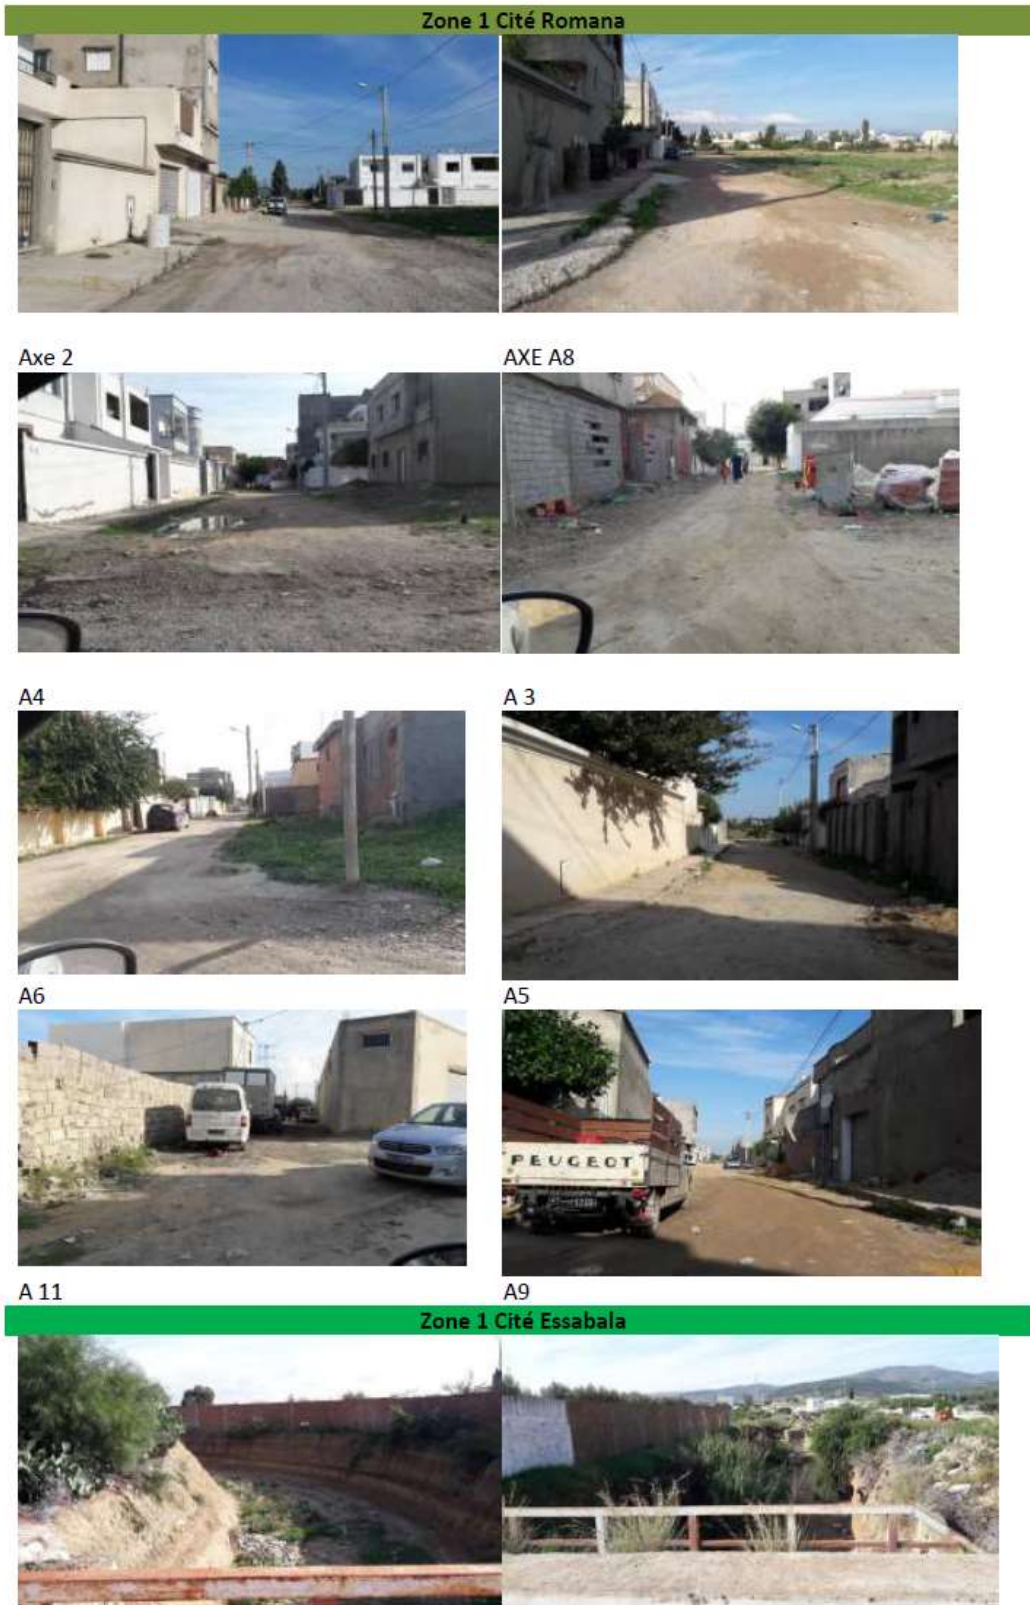 Zone 1 Cité Romana
Axe 2 AXE A8
A4 A 3
A6 A5
PEUGEOT
A 11 A9
Zone 1 Cité Essabala